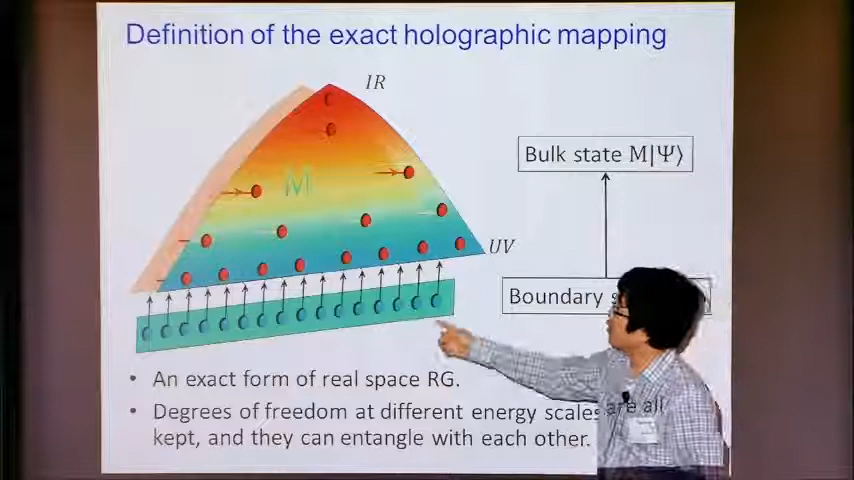 Definition of the exact holographic mapping
IR
M
Bulk state M|Ψ⟩
UV
Boundary
• An exact form of real space RG.
• Degrees of freedom at different energy scales are all
kept, and they can entangle with each other.